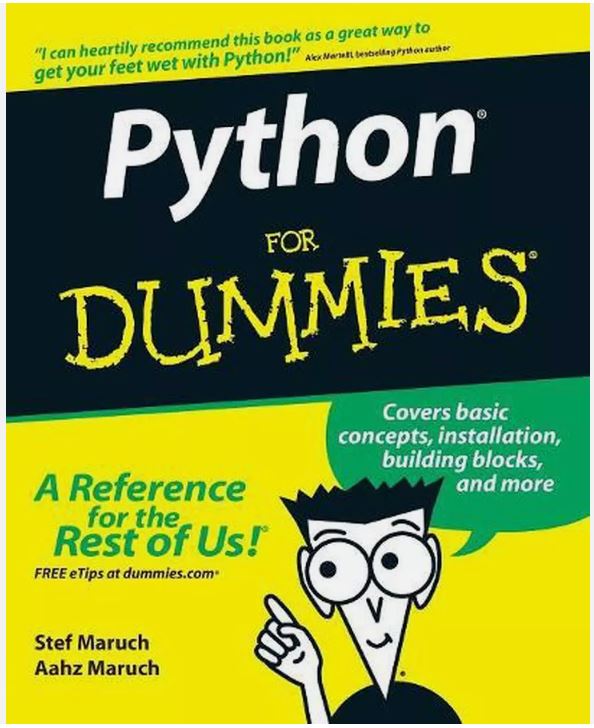 "I can heartily recommend this book as a great way to
get your feet wet with Python!" Alex Martelli, bestselling Python author
Python®
FOR
DUMMIES®
Covers basic
concepts, installation,
building blocks,
and more
A Reference
for the
Rest of Us!®
FREE eTips at dummies.com®
Stef Maruch
Aahz Maruch